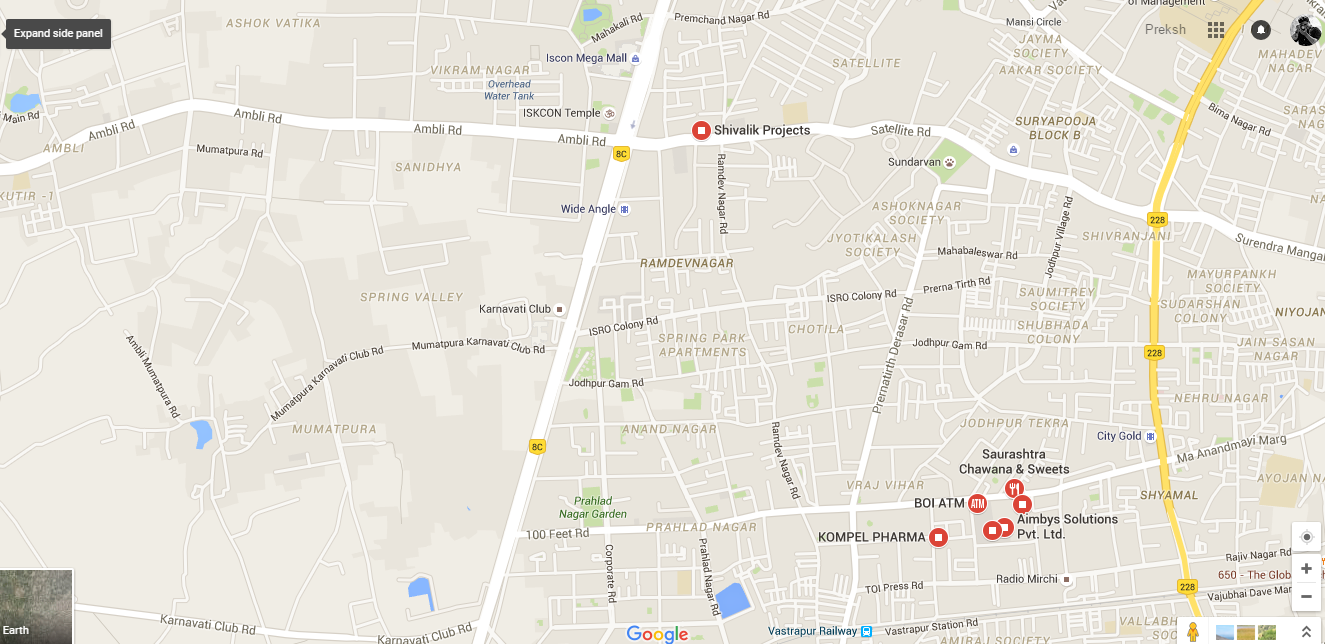 ASHOK VATIKA
Premchand Nagar Rd
Mahakali Rd
of Management
Mansi Circle
Preksh
Expand side panel
JAYMA
SOCIETY
AAKAR SOCIETY
SATELLITE
MAHADEV
NAGAR
Iscon Mega Mall
VIKRAM NAGAR
Overhead
Water Tank
ISKCON Temple
Main Rd
Ambli Rd
Ambli Rd
Ambli Rd
Ambli Rd
8C
Shivalik Projects
Satellite Rd
SURYAPOOJA
BLOCK B
Bima Nagar Rd
SARAS
NAGAR
AMBLI
Mumatpura Rd
SANIDHYA
Sundarvan
KUTIR -1
Ramdev Nagar Rd
Wide Angle
ASHOKNAGAR
SOCIETY
Jodhpur Village Rd
228
SHIVRANJANI
Surendra Mangal
JYOTIKALASH
SOCIETY
Mahabaleswar Rd
RAMDEVNAGAR
MAYURPANKH
SOCIETY
SPRING VALLEY
ISRO Colony Rd
Prerna Tirth Rd
SAUMITREY
SOCIETY
SUDARSHAN
COLONY
NIYOJAN
Karnavati Club
ISRO Colony Rd
CHOTILA
SHUBHADA
COLONY
SPRING PARK
APARTMENTS
Prernatirth Derasar Rd
Jodhpur Gam Rd
228
JAIN SASAN
NAGAR
Ambli Mumatpura Rd
Mumatpura Karnavati Club Rd
Mumatpura Karnavati Club Rd
Jodhpur Gam Rd
NEHRU NAGAR
MUMATPURA
ANAND NAGAR
JODHPUR TEKRA
City Gold
Ma Anandmayi Marg
8C
Ramdev Nagar Rd
Saurashtra
Chawana & Sweets
VRAJ VIHAR
AYOJAN
SHYAMAL
BOI ATM
ATM
Prahlad
Nagar Garden
Aimbys Solutions
Pvt. Ltd.
100 Feet Rd
PRAHLAD NAGAR
KOMPEL PHARMA
Corporate Rd
Prahlad Nagar Rd
Rajiv Nagar Rd
650 - The Glob
TOI Press Rd
Radio Mirchi
228
Vajubhai Dave Mar
Earth
Karnavati Club Rd
Karnavati Club Rd
Google
Vastrapur Railway
Vastrapur Station Rd
VALLABH
SOCIETY